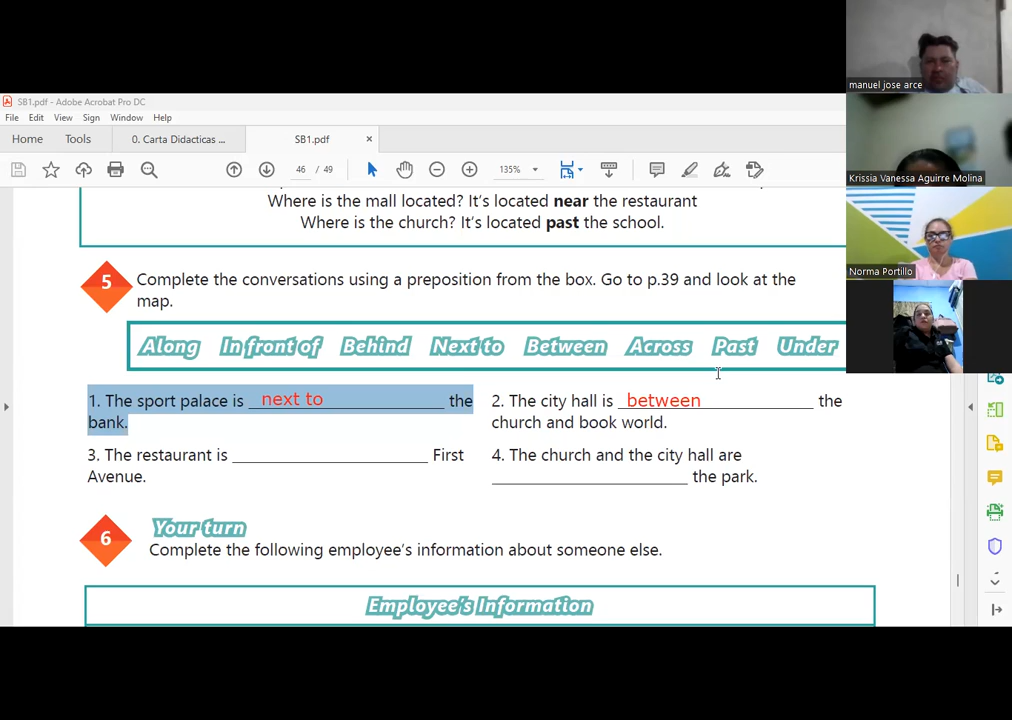 SB1.pdf - Adobe Acrobat Pro DC
File Edit View Sign Window Help
Home Tools 0. Carta Didacticas ... SB1.pdf ×
46 / 49 135%
Where is the mall located? It's located near the restaurant
Where is the church? It's located past the school.
5 Complete the conversations using a preposition from the box. Go to p.39 and look at the
map.
Along In front of Behind Next to Between Across Past Under
1. The sport palace is next to the
bank.
2. The city hall is between the
church and book world.
3. The restaurant is ____________________ First
Avenue.
4. The church and the city hall are
____________________ the park.
6 Your turn
Complete the following employee's information about someone else.
Employee's Information
manuel jose arce
Krissia Vanessa Aguirre Molina
Norma Portillo